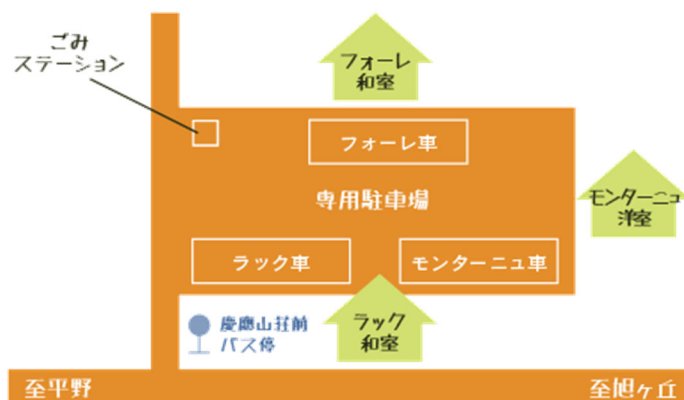 ごみ
ステーション
フォーレ
和室
フォーレ車
専用駐車場
モンターニュ
洋室
ラック車
モンターニュ車
慶應山荘前
バス停
ラック
和室
至平野
至旭ヶ丘